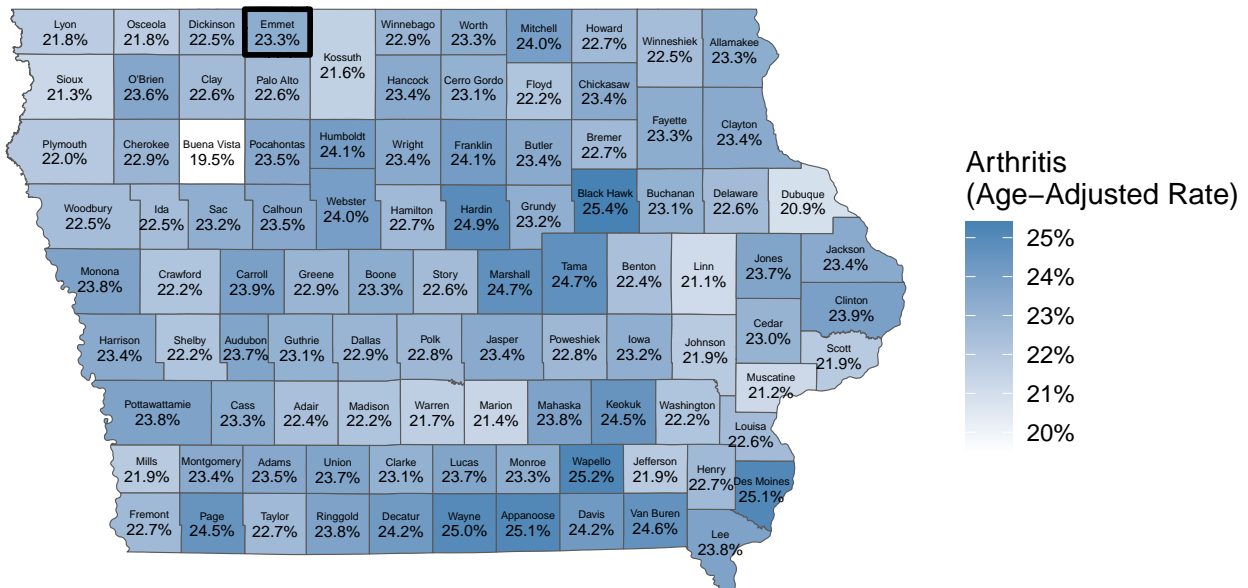 Lyon
21.8%
Osceola
21.8%
Dickinson
22.5%
Emmet
23.3%
Kossuth
21.6%
Winnebago
22.9%
Worth
23.3%
Mitchell
24.0%
Howard
22.7%
Winneshiek
22.5%
Allamakee
23.3%
Sioux
21.3%
O'Brien
23.6%
Clay
22.6%
Palo Alto
22.6%
Hancock
23.4%
Cerro Gordo
23.1%
Floyd
22.2%
Chickasaw
23.4%
Fayette
23.3%
Clayton
23.4%
Plymouth
22.0%
Cherokee
22.9%
Buena Vista
19.5%
Pocahontas
23.5%
Humboldt
24.1%
Wright
23.4%
Franklin
24.1%
Butler
23.4%
Bremer
22.7%
Woodbury
22.5%
Ida
22.5%
Sac
23.2%
Calhoun
23.5%
Webster
24.0%
Hamilton
22.7%
Hardin
24.9%
Grundy
23.2%
Black Hawk
25.4%
Buchanan
23.1%
Delaware
22.6%
Dubuque
20.9%
Monona
23.8%
Crawford
22.2%
Carroll
23.9%
Greene
22.9%
Boone
23.3%
Story
22.6%
Marshall
24.7%
Tama
24.7%
Benton
22.4%
Linn
21.1%
Jones
23.7%
Jackson
23.4%
Clinton
23.9%
Harrison
23.4%
Shelby
22.2%
Audubon
23.7%
Guthrie
23.1%
Dallas
22.9%
Polk
22.8%
Jasper
23.4%
Poweshiek
22.8%
Iowa
23.2%
Johnson
21.9%
Cedar
23.0%
Scott
21.9%
Muscatine
21.2%
Pottawattamie
23.8%
Cass
23.3%
Adair
22.4%
Madison
22.2%
Warren
21.7%
Marion
21.4%
Mahaska
23.8%
Keokuk
24.5%
Washington
22.2%
Louisa
22.6%
Mills
21.9%
Montgomery
23.4%
Adams
23.5%
Union
23.7%
Clarke
23.1%
Lucas
23.7%
Monroe
23.3%
Wapello
25.2%
Jefferson
21.9%
Henry
22.7%
Des Moines
25.1%
Fremont
22.7%
Page
24.5%
Taylor
22.7%
Ringgold
23.8%
Decatur
24.2%
Wayne
25.0%
Appanoose
25.1%
Davis
24.2%
Van Buren
24.6%
Lee
23.8%
Arthritis
(Age−Adjusted Rate)
25%
24%
23%
22%
21%
20%